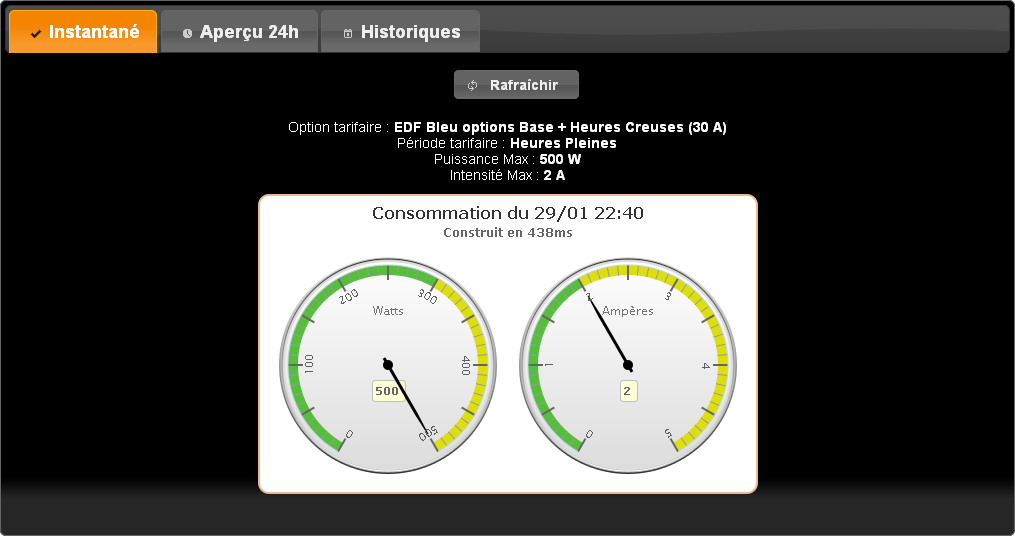 Instantané Aperçu 24h Historiques
Rafraîchir
Option tarifaire : EDF Bleu options Base + Heures Creuses (30 A)
Période tarifaire : Heures Pleines
Puissance Max : 500 W
Intensité Max : 2 A
Consommation du 29/01 22:40
Construit en 438ms
0 100 200 300 400 500
Watts
500
0 1 2 3 4 5
Ampères
2